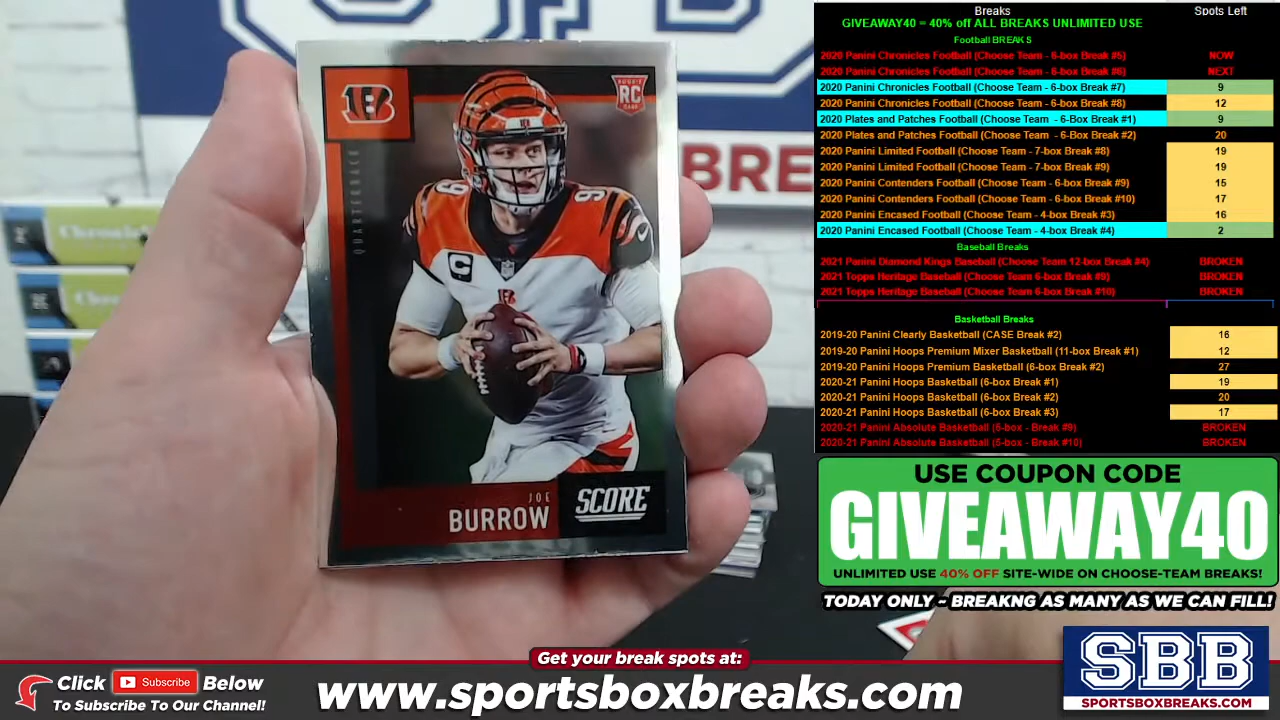 B
ROOKIE
RC
CARD
QUARTERBACK
9
9
C
NFL
B
JOE
BURROW
SCORE
BRE
Breaks Spots Left
GIVEAWAY40 = 40% off ALL BREAKS UNLIMITED USE
Football BREAKS
2020 Panini Chronicles Football (Choose Team - 6-box Break #5) NOW
2020 Panini Chronicles Football (Choose Team - 6-box Break #6) NEXT
2020 Panini Chronicles Football (Choose Team - 6-box Break #7) 9
2020 Panini Chronicles Football (Choose Team - 6-box Break #8) 12
2020 Plates and Patches Football (Choose Team - 6-Box Break #1) 9
2020 Plates and Patches Football (Choose Team - 6-Box Break #2) 20
2020 Panini Limited Football (Choose Team - 7-box Break #8) 19
2020 Panini Limited Football (Choose Team - 7-box Break #9) 19
2020 Panini Contenders Football (Choose Team - 6-box Break #9) 15
2020 Panini Contenders Football (Choose Team - 6-box Break #10) 17
2020 Panini Encased Football (Choose Team - 4-box Break #3) 16
2020 Panini Encased Football (Choose Team - 4-box Break #4) 2
Baseball Breaks
2021 Panini Diamond Kings Baseball (Choose Team 12-box Break #4) BROKEN
2021 Topps Heritage Baseball (Choose Team 6-box Break #9) BROKEN
2021 Topps Heritage Baseball (Choose Team 6-box Break #10) BROKEN
Basketball Breaks
2019-20 Panini Clearly Basketball (CASE Break #2) 16
2019-20 Panini Hoops Premium Mixer Basketball (11-box Break #1) 12
2019-20 Panini Hoops Premium Basketball (6-box Break #2) 27
2020-21 Panini Hoops Basketball (6-box Break #1) 19
2020-21 Panini Hoops Basketball (6-box Break #2) 20
2020-21 Panini Hoops Basketball (6-box Break #3) 17
2020-21 Panini Absolute Basketball (6-box - Break #9) BROKEN
2020-21 Panini Absolute Basketball (6-box - Break #10) BROKEN
USE COUPON CODE
GIVEAWAY40
UNLIMITED USE 40% OFF SITE-WIDE ON CHOOSE-TEAM BREAKS!
TODAY ONLY ~ BREAKNG AS MANY AS WE CAN FILL!
Get your break spots at:
Click Subscribe Below
To Subscribe To Our Channel!
www.sportsboxbreaks.com
SBB
SPORTSBOXBREAKS.COM